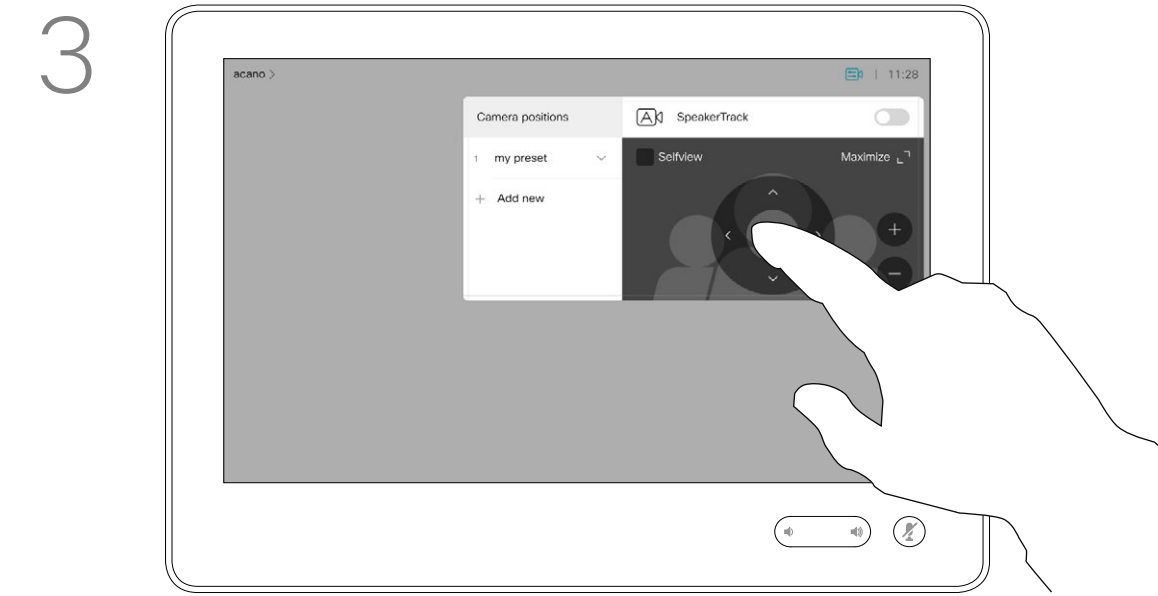 3
acano >
11:28
Camera positions
SpeakerTrack
1 my preset
Selfview
Maximize
+ Add new